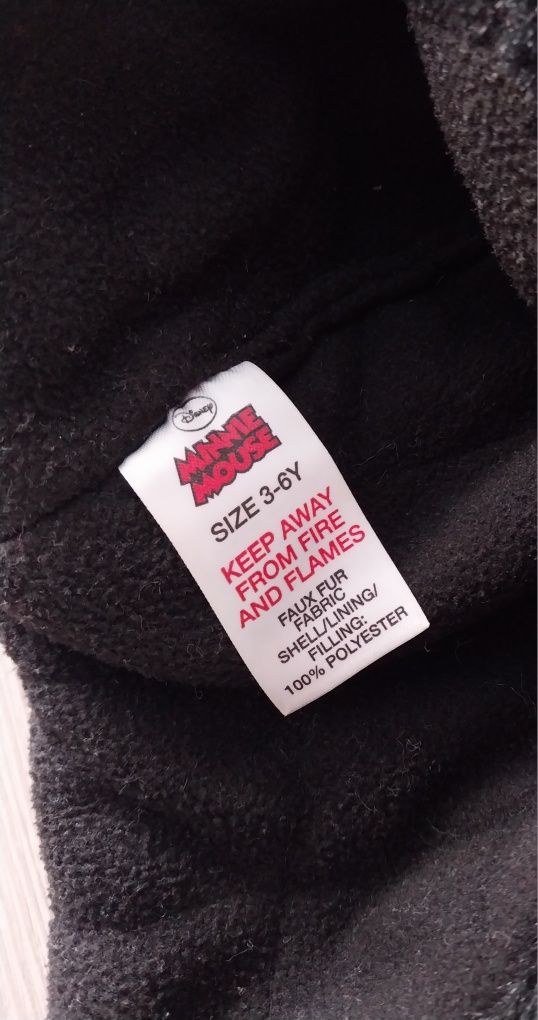 Disney
MINNIE
MOUSE
SIZE 3-6Y
KEEP AWAY
FROM FIRE
AND FLAMES
FAUX FUR
FABRIC
SHELL/LINING/
FILLING:
100% POLYESTER